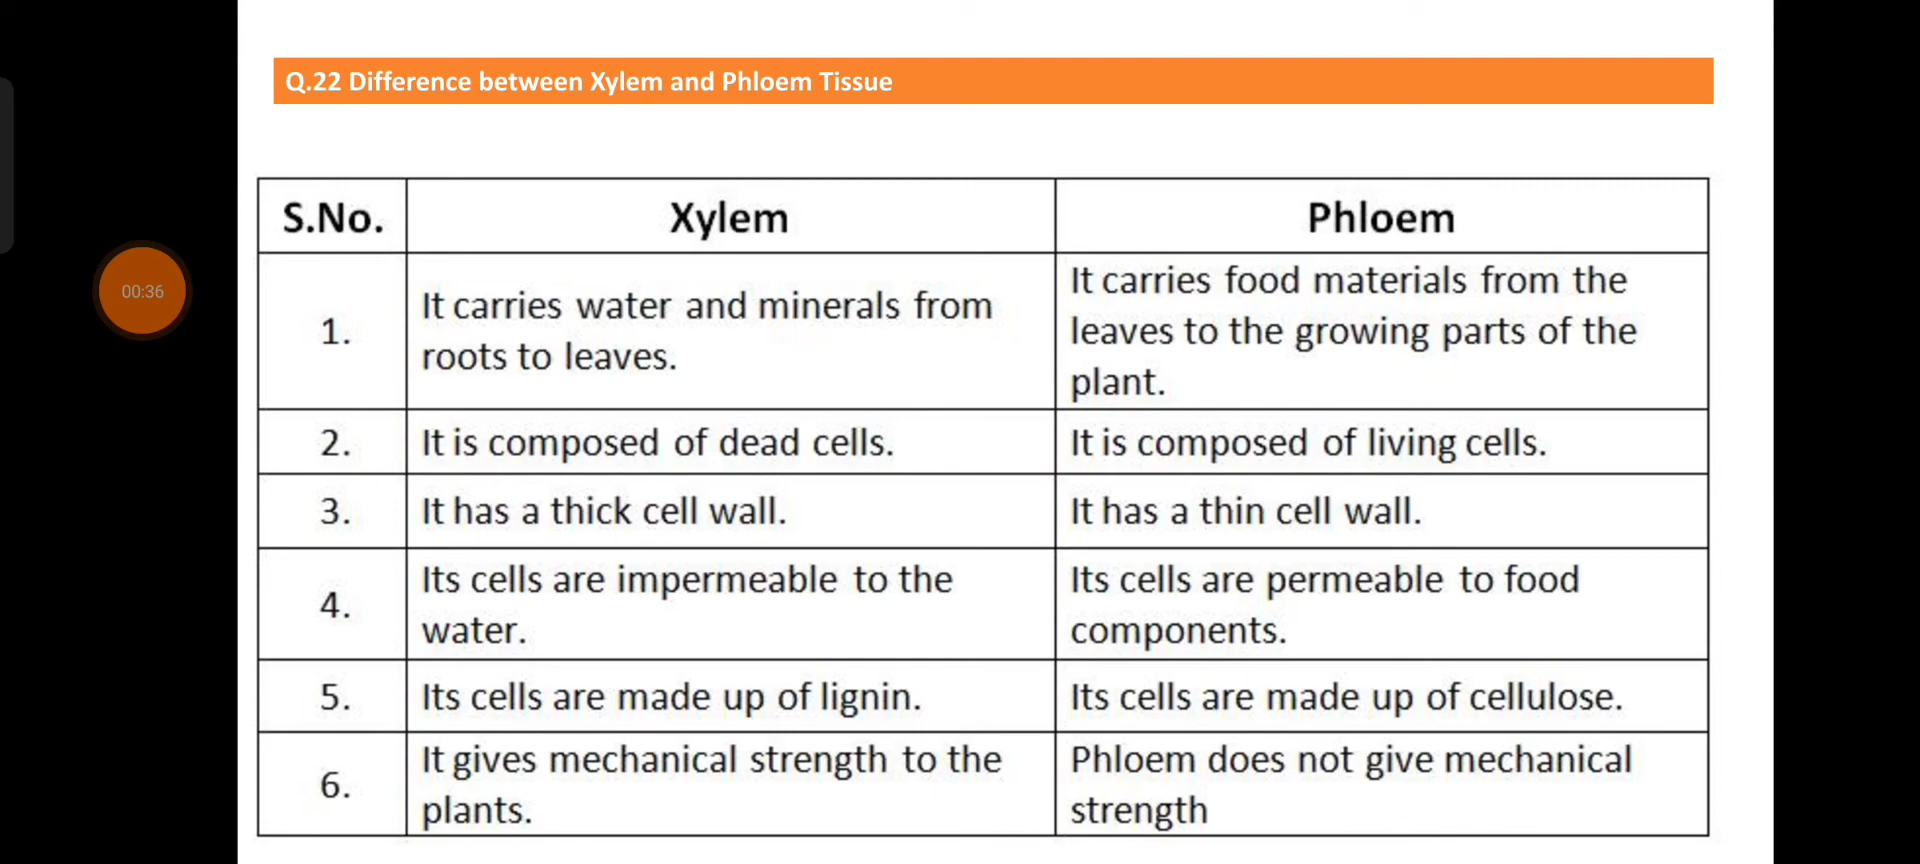 Q.22 Difference between Xylem and Phloem Tissue
S.No.
Xylem
Phloem
1.
It carries water and minerals from
roots to leaves.
It carries food materials from the
leaves to the growing parts of the
plant.
2.
It is composed of dead cells.
It is composed of living cells.
3.
It has a thick cell wall.
It has a thin cell wall.
4.
Its cells are impermeable to the
water.
Its cells are permeable to food
components.
5.
Its cells are made up of lignin.
Its cells are made up of cellulose.
6.
It gives mechanical strength to the
plants.
Phloem does not give mechanical
strength
00:36